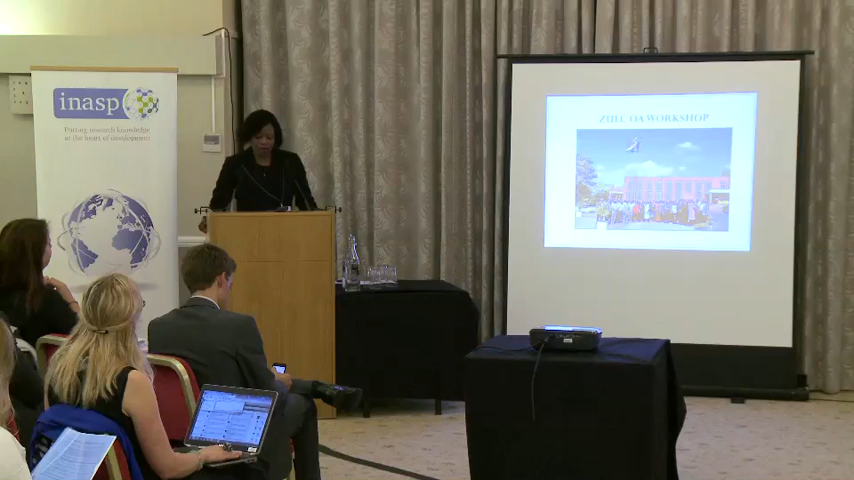 inasp
Putting research knowledge
at the heart of development
ZULC OA WORKSHOP